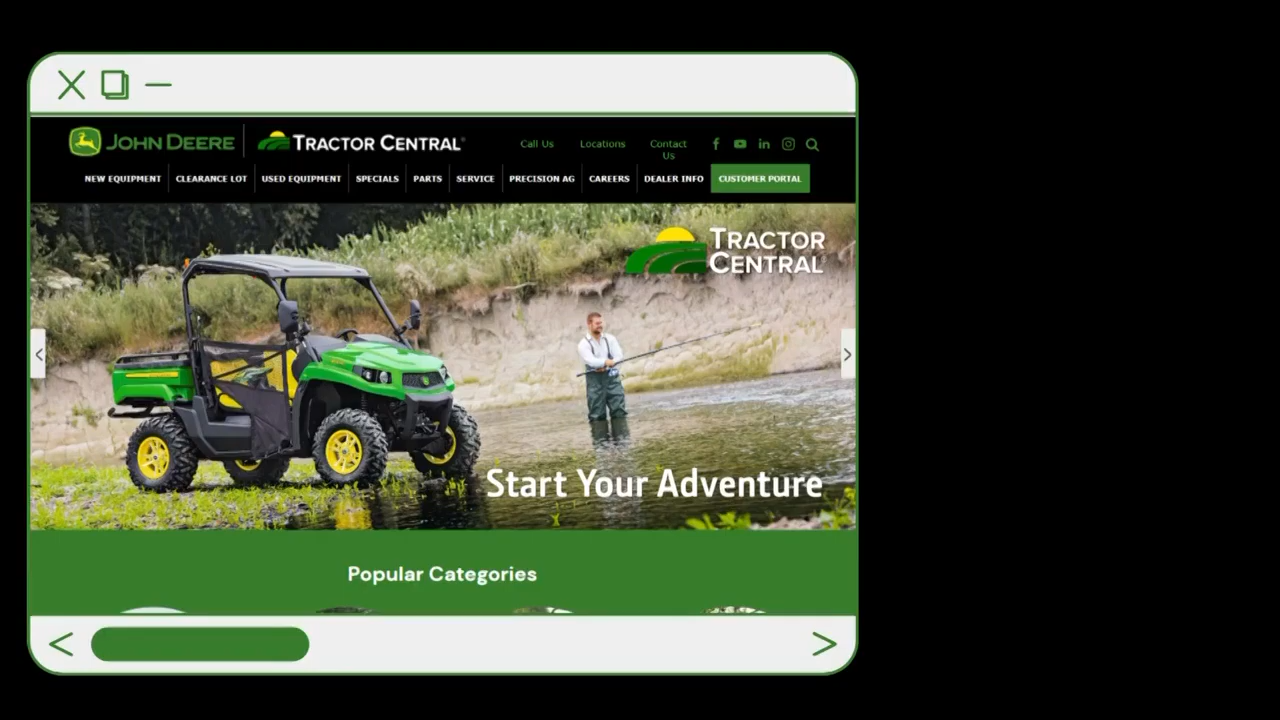 JOHN DEERE
TRACTOR CENTRAL
Call Us
Locations
Contact
Us
NEW EQUIPMENT
CLEARANCE LOT
USED EQUIPMENT
SPECIALS
PARTS
SERVICE
PRECISION AG
CAREERS
DEALER INFO
CUSTOMER PORTAL
TRACTOR
CENTRAL
Start Your Adventure
Popular Categories